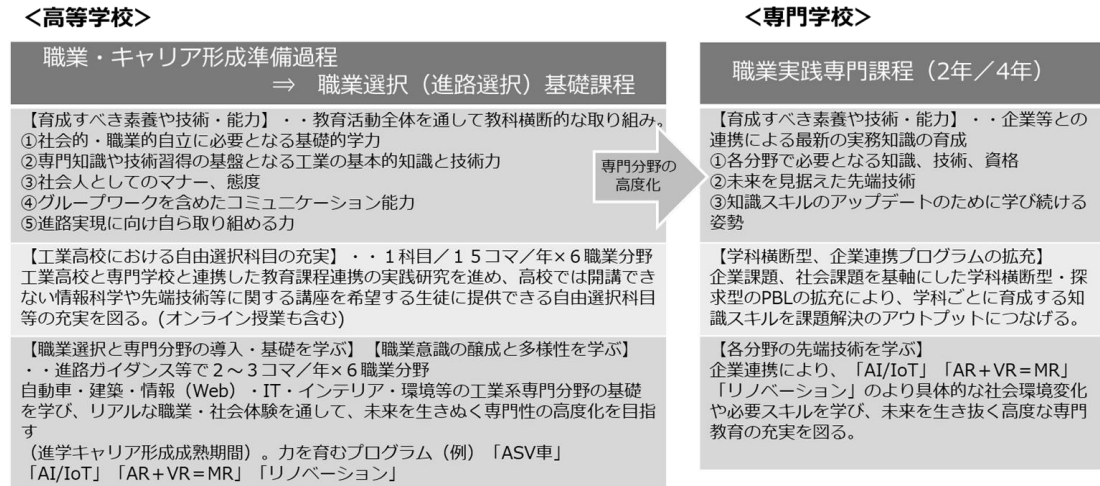 ＜高等学校＞
職業・キャリア形成準備過程
⇒ 職業選択（進路選択）基礎課程
【育成すべき素養や技術・能力】・・教育活動全体を通して教科横断的な取り組み。
①社会的・職業的自立に必要となる基礎的学力
②専門知識や技術習得の基盤となる工業の基本的知識と技術力
③社会人としてのマナー、態度
④グループワークを含めたコミュニケーション能力
⑤進路実現に向け自ら取り組める力
【工業高校における自由選択科目の充実】・・１科目／１５コマ／年×６職業分野
工業高校と専門学校と連携した教育課程連携の実践研究を進め、高校では開講でき
ない情報科学や先端技術等に関する講座を希望する生徒に提供できる自由選択科目
等の充実を図る。(オンライン授業も含む)
【職業選択と専門分野の導入・基礎を学ぶ】【職業意識の醸成と多様性を学ぶ】
・・進路ガイダンス等で２～３コマ／年×６職業分野
自動車・建築・情報（Web）・IT・インテリア・環境等の工業系専門分野の基礎
を学び、リアルな職業・社会体験を通して、未来を生きぬく専門性の高度化を目指
す
（進学キャリア形成成熟期間）。力を育むプログラム（例）「ASV車」
「AI/IoT」「AR＋VR＝MR」「リノベーション」
専門分野の
高度化
＜専門学校＞
職業実践専門課程（2年／4年）
【育成すべき素養や技術・能力】・・企業等との
連携による最新の実務知識の育成
①各分野で必要となる知識、技術、資格
②未来を見据えた先端技術
③知識スキルのアップデートのために学び続ける
姿勢
【学科横断型、企業連携プログラムの拡充】
企業課題、社会課題を基軸にした学科横断型・探
求型のPBLの拡充により、学科ごとに育成する知
識スキルを課題解決のアウトプットにつなげる。
【各分野の先端技術を学ぶ】
企業連携により、「AI/IoT」「AR＋VR＝MR」
「リノベーション」のより具体的な社会環境変化
や必要スキルを学び、未来を生き抜く高度な専門
教育の充実を図る。